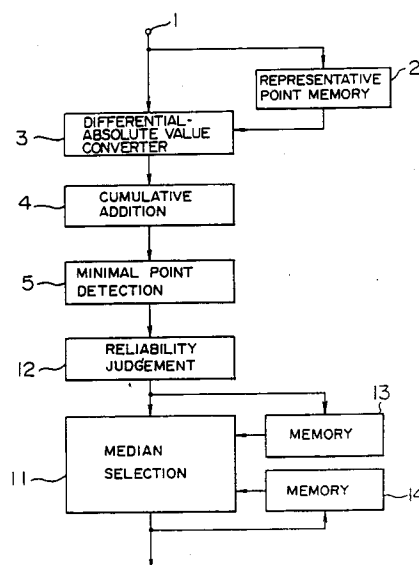 1
REPRESENTATIVE
POINT MEMORY
2
DIFFERENTIAL-
ABSOLUTE VALUE
CONVERTER
3
CUMULATIVE
ADDITION
4
MINIMAL POINT
DETECTION
5
RELIABILITY
JUDGEMENT
12
13
MEMORY
MEDIAN
SELECTION
11
MEMORY
14